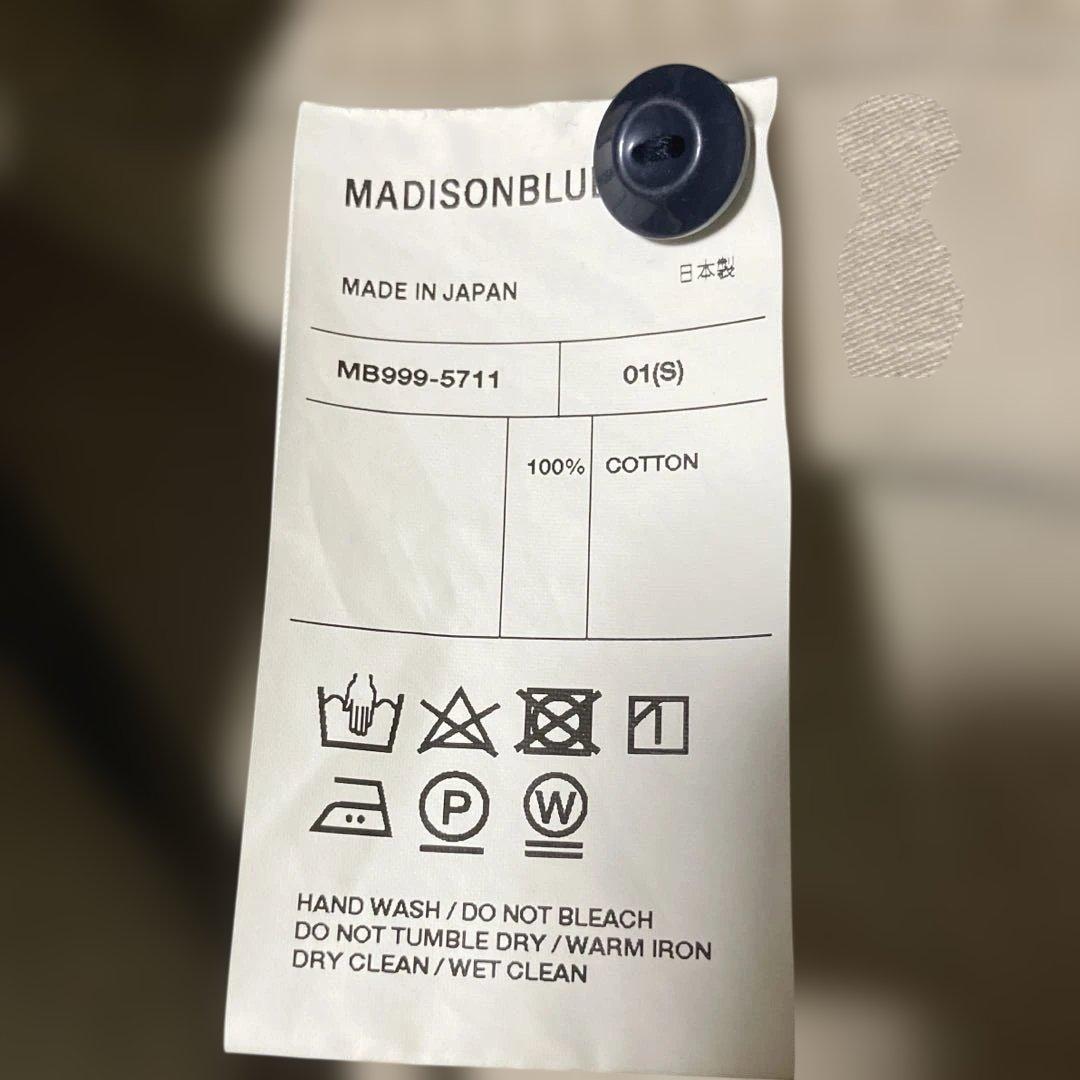 MADISONBLU
日本製
MADE IN JAPAN
MB999-5711 01(S)
100% COTTON
P W
HAND WASH / DO NOT BLEACH
DO NOT TUMBLE DRY / WARM IRON
DRY CLEAN / WET CLEAN